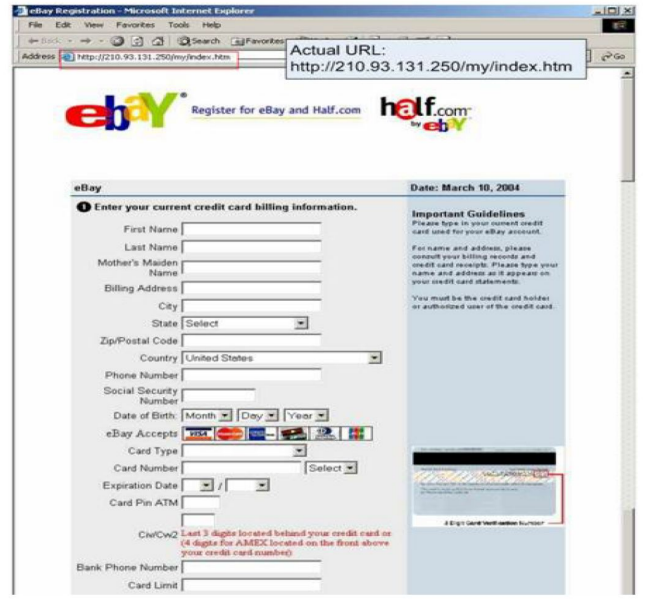 eBay Registration - Microsoft Internet Explorer
File Edit View Favorites Tools Help
Search Favorites
Address http://210.93.131.250/my/index.htm
Go
Actual URL:
http://210.93.131.250/my/index.htm
ebaY
Register for eBay and Half.com
half.com
by ebY
eBay
Date: March 10, 2004
1 Enter your current credit card billing information.
First Name
Last Name
Mother's Maiden
Name
Billing Address
City
State Select
Zip/Postal Code
Country United States
Phone Number
Social Security
Number
Date of Birth: Month Day Year
eBay Accepts VISA
Card Type
Card Number Select
Expiration Date /
Card Pin ATM
Last 3 digits located behind your credit card or
Cvv/Cvv2
(4 digits for AMEX located on the front above
your credit card number)
Bank Phone Number
Card Limit
Important Guidelines
Please type in your current credit
card used for your eBay account.
For name and address, please
consult your billing records and
credit card receipts. Please type your
name and address as it appears on
your credit card statements.
You must be the credit card holder
or authorized user of the credit card.
3 Digit Card Verification Number